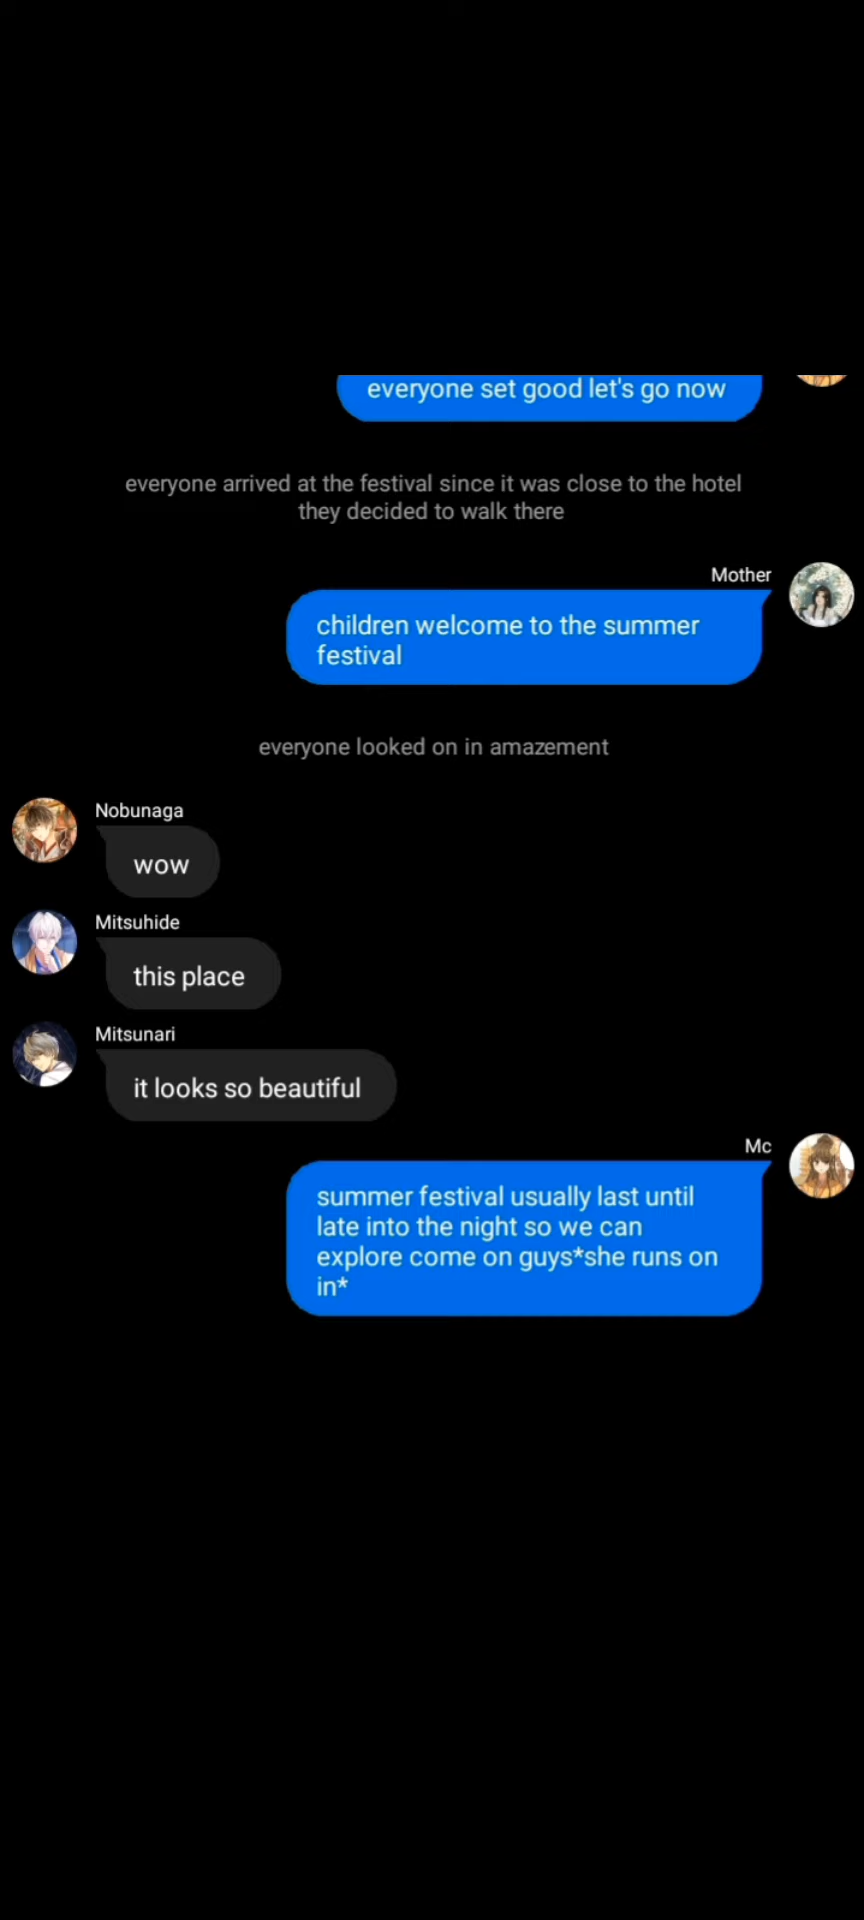 everyone set good let's go now
everyone arrived at the festival since it was close to the hotel
they decided to walk there
Mother
children welcome to the summer
festival
everyone looked on in amazement
Nobunaga
wow
Mitsuhide
this place
Mitsunari
it looks so beautiful
Mc
summer festival usually last until
late into the night so we can
explore come on guys*she runs on
in*